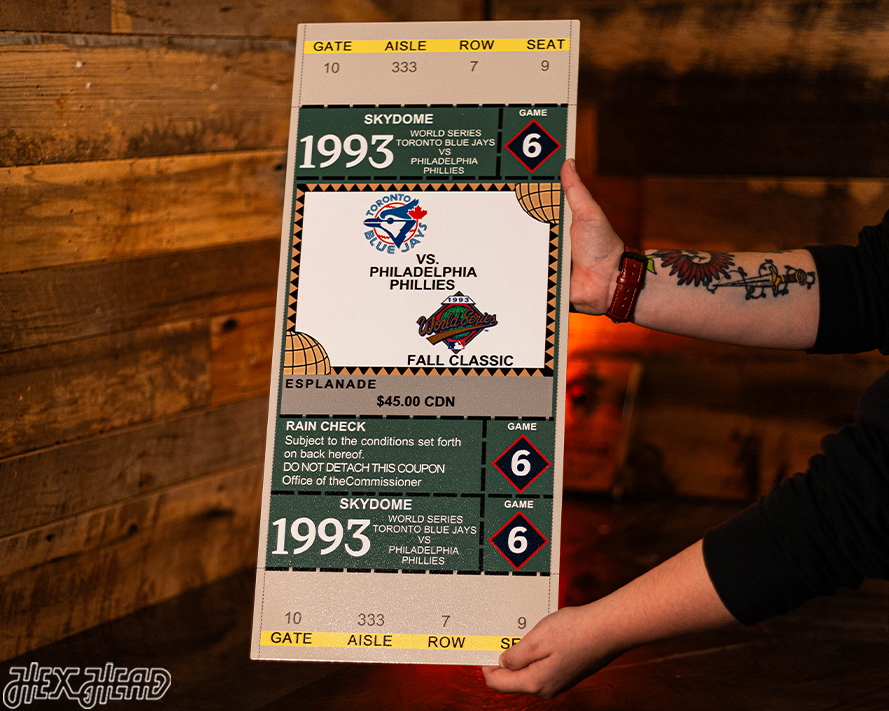 GATE AISLE ROW SEAT
10 333 7 9
SKYDOME
1993
WORLD SERIES
TORONTO BLUE JAYS
VS
PHILADELPHIA
PHILLIES
GAME
6
TORONTO
BLUE JAYS
VS.
PHILADELPHIA
PHILLIES
1993
World Series
FALL CLASSIC
ESPLANADE
$45.00 CDN
RAIN CHECK
Subject to the conditions set forth
on back hereof.
DO NOT DETACH THIS COUPON
Office of theCommissioner
GAME
6
SKYDOME
1993
WORLD SERIES
TORONTO BLUE JAYS
VS
PHILADELPHIA
PHILLIES
GAME
6
10 333 7 9
GATE AISLE ROW SE
HEX HEAD